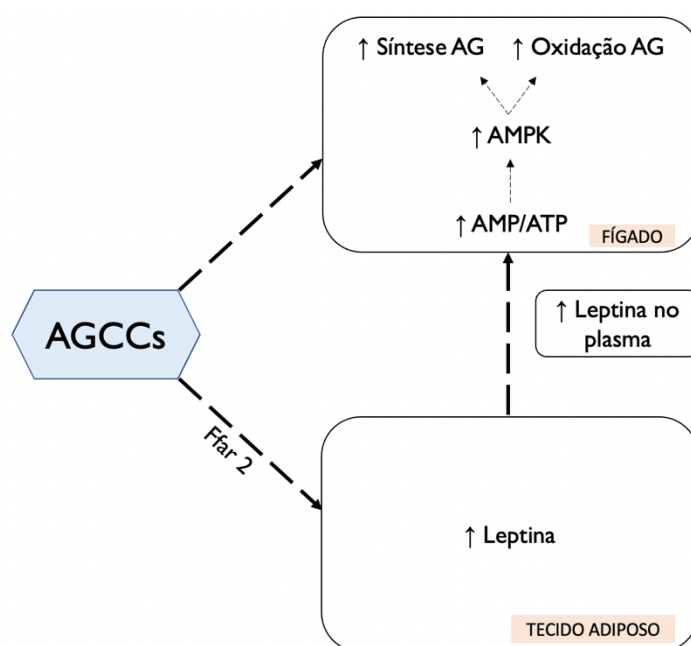 ↑ Síntese AG ↑ Oxidação AG
↑ AMPK
↑ AMP/ATP
FÍGADO
AGCCs
↑ Leptina no
plasma
Ffar 2
↑ Leptina
TECIDO ADIPOSO